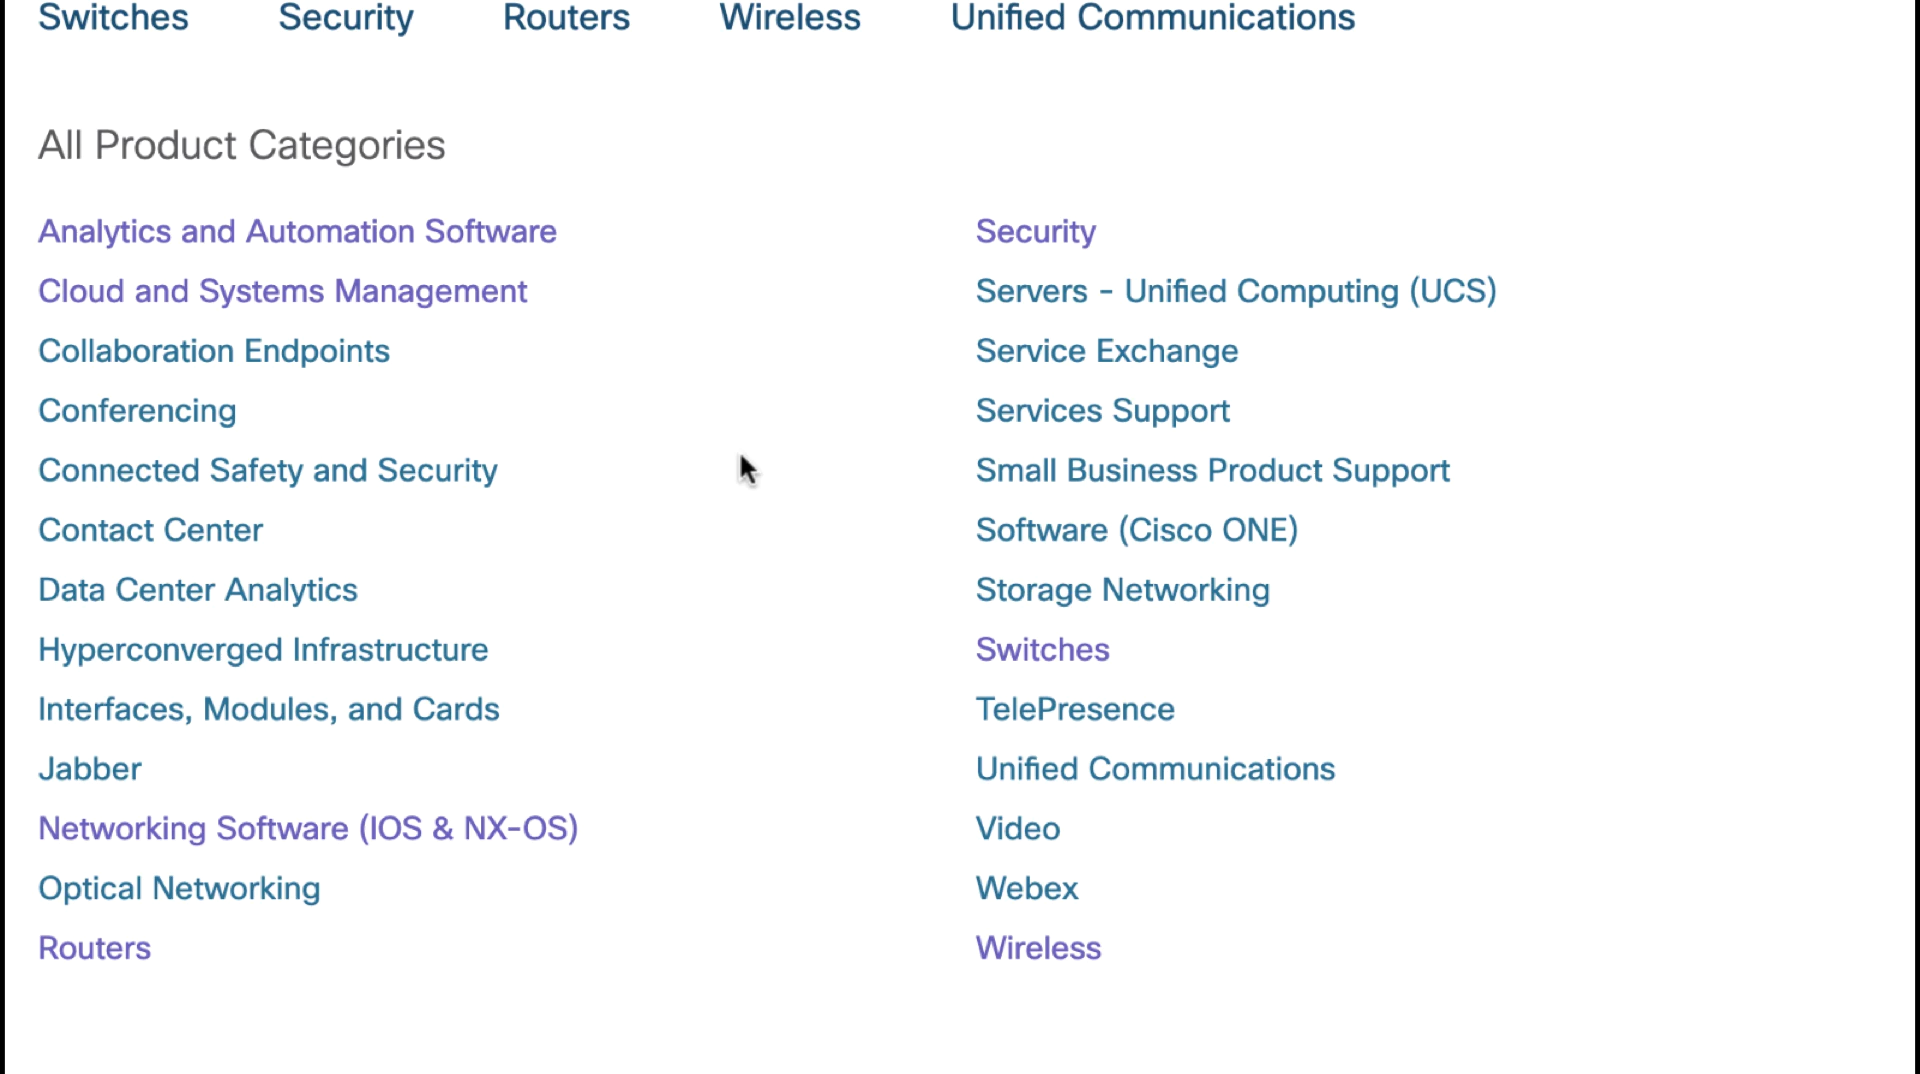 Switches Security Routers Wireless Unified Communications
All Product Categories
Analytics and Automation Software
Cloud and Systems Management
Collaboration Endpoints
Conferencing
Connected Safety and Security
Contact Center
Data Center Analytics
Hyperconverged Infrastructure
Interfaces, Modules, and Cards
Jabber
Networking Software (IOS & NX-OS)
Optical Networking
Routers
Security
Servers - Unified Computing (UCS)
Service Exchange
Services Support
Small Business Product Support
Software (Cisco ONE)
Storage Networking
Switches
TelePresence
Unified Communications
Video
Webex
Wireless